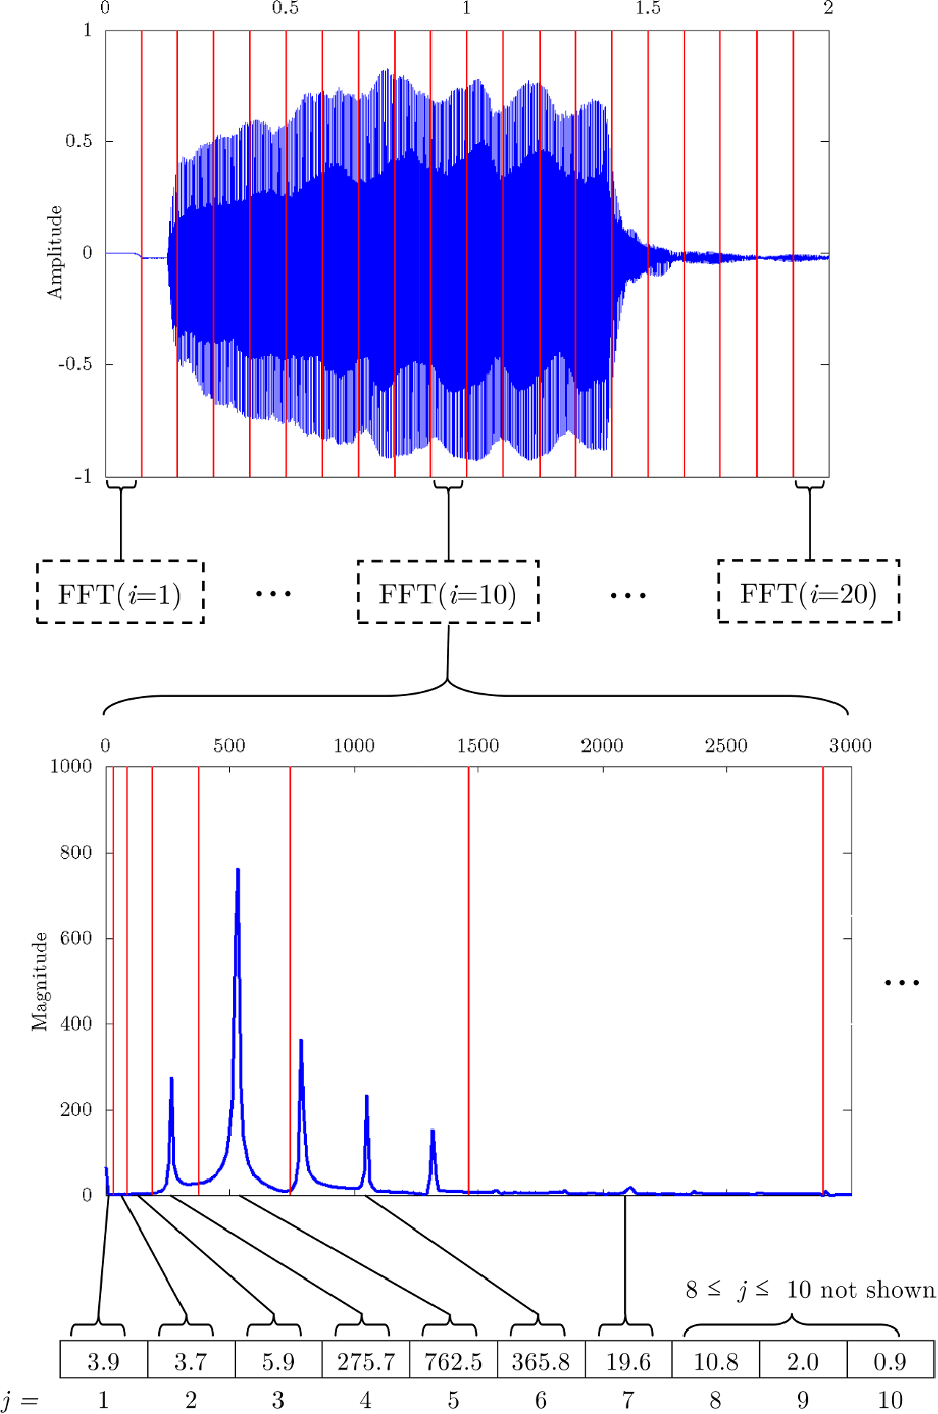 0 0.5 1 1.5 2
1
0.5
0
-0.5
-1
Amplitude
FFT(i=1) ... FFT(i=10) ... FFT(i=20)
0 500 1000 1500 2000 2500 3000
1000
800
600
400
200
0
Magnitude
...
8 ≤ j ≤ 10 not shown
3.9 3.7 5.9 275.7 762.5 365.8 19.6 10.8 2.0 0.9
j = 1 2 3 4 5 6 7 8 9 10